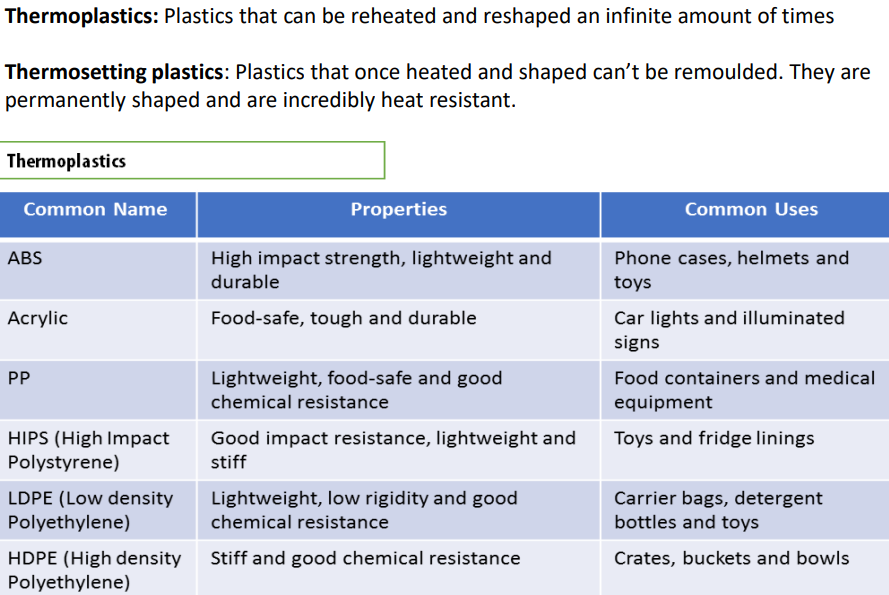 Thermoplastics: Plastics that can be reheated and reshaped an infinite amount of times
Thermosetting plastics: Plastics that once heated and shaped can’t be remoulded. They are
permanently shaped and are incredibly heat resistant.
Thermoplastics
Common Name Properties Common Uses
ABS High impact strength, lightweight and Phone cases, helmets and
durable toys
Acrylic Food-safe, tough and durable Car lights and illuminated
signs
PP Lightweight, food-safe and good Food containers and medical
chemical resistance equipment
HIPS (High Impact Good impact resistance, lightweight and Toys and fridge linings
Polystyrene) stiff
LDPE (Low density Lightweight, low rigidity and good Carrier bags, detergent
Polyethylene) chemical resistance bottles and toys
HDPE (High density Stiff and good chemical resistance Crates, buckets and bowls
Polyethylene)